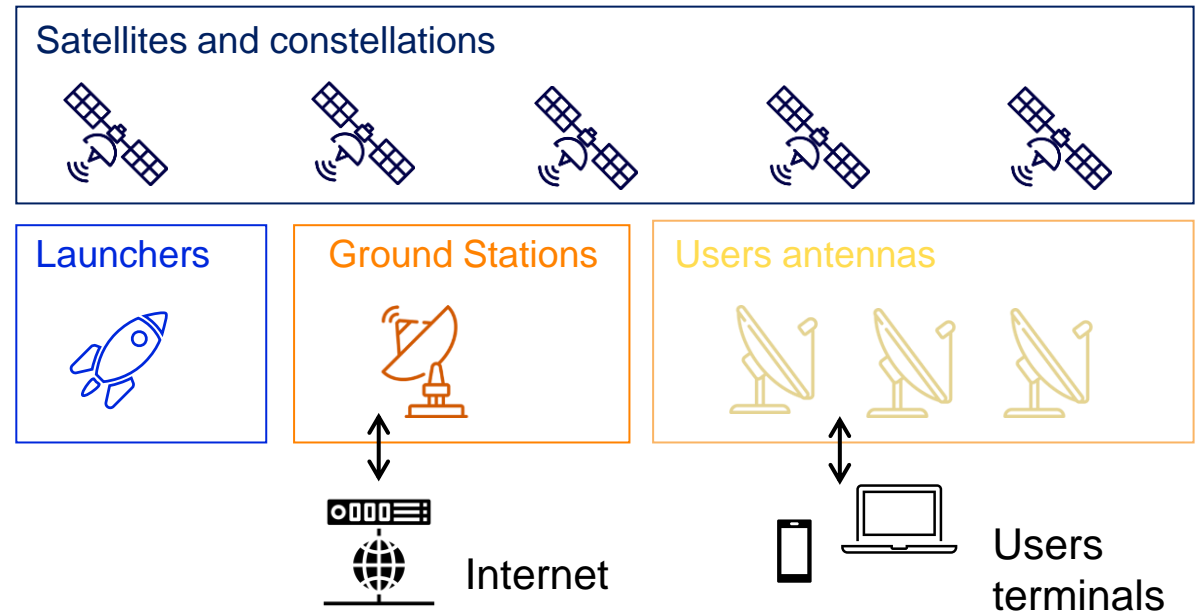 Satellites and constellations
Launchers
Ground Stations
Users antennas
Internet
Users
terminals